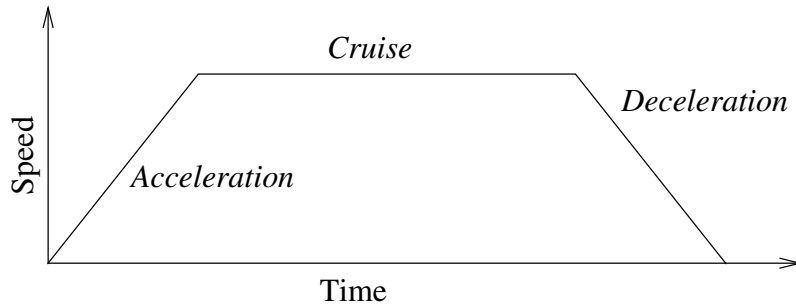 Cruise
Deceleration
Speed
Acceleration
Time